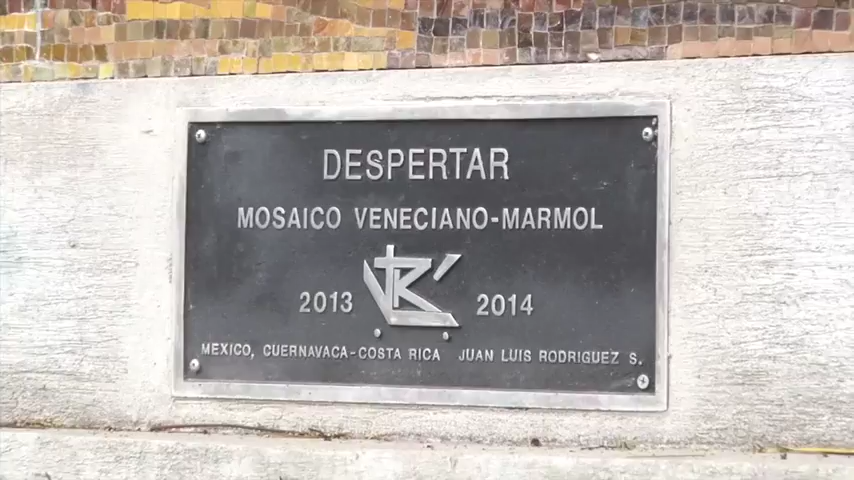 DESPERTAR
MOSAICO VENECIANO-MARMOL
2013 2014
MEXICO, CUERNAVACA-COSTA RICA JUAN LUIS RODRIGUEZ S.